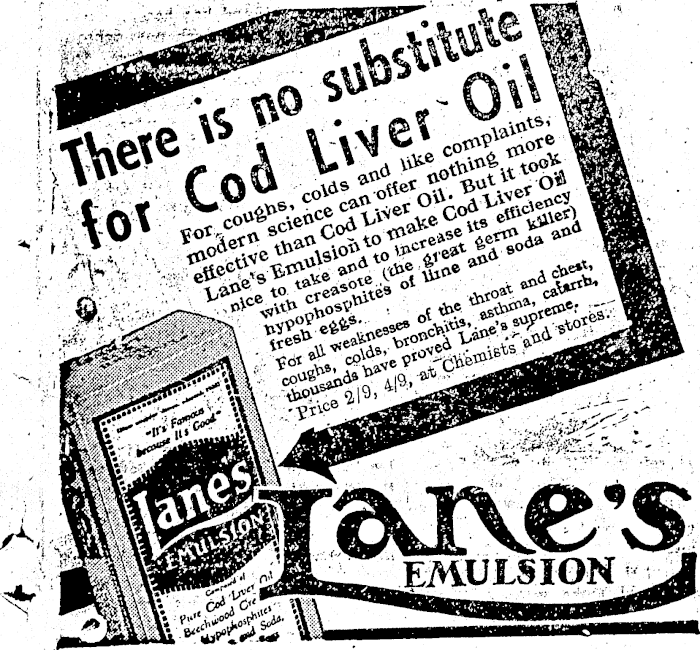 There is no substitute
for Cod Liver Oil
For coughs, colds and like complaints,
modern science can offer nothing more
effective than Cod Liver Oil. But it took
Lane's Emulsion to make Cod Liver Oil
nice to take and to increase its efficiency
with creasote (the great germ killer)
hypophosphites of lime and soda and
fresh eggs.
For all weaknesses of the throat and chest,
coughs, colds, bronchitis, asthma, catarrh,
thousands have proved Lane's supreme.
Price 2/9, 4/9, at Chemists and stores.
"It's Famous
because it's Good"
Lane's
EMULSION
Composed of
Pure Cod Liver Oil
Beechwood
Hypophosphites
and Soda,
Lane's
EMULSION